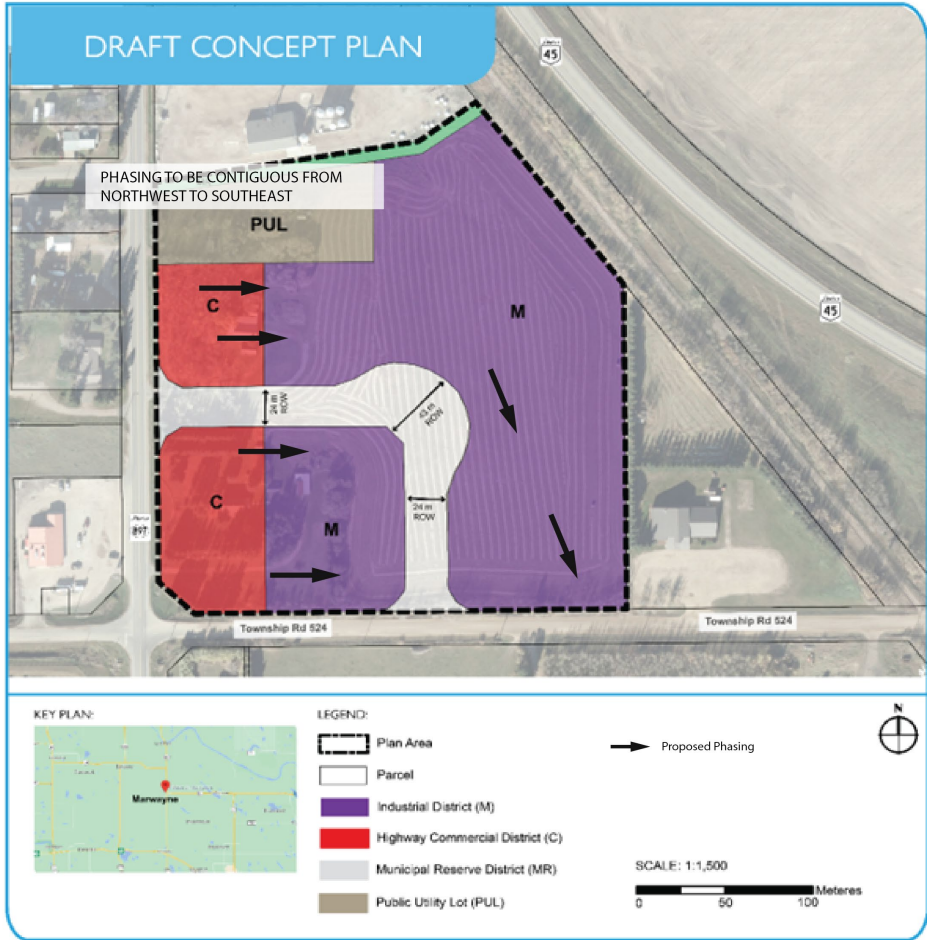 DRAFT CONCEPT PLAN
45
PHASING TO BE CONTIGUOUS FROM
NORTHWEST TO SOUTHEAST
PUL
C
M
45
24 m
ROW
43 m
ROW
C
M
24 m
ROW
897
Township Rd 524
Township Rd 524
KEY PLAN:
Marwayne
LEGEND:
Plan Area
Parcel
Industrial District (M)
Highway Commercial District (C)
Municipal Reserve District (MR)
Public Utility Lot (PUL)
Proposed Phasing
N
SCALE: 1:1,500
Meteres
0 50 100